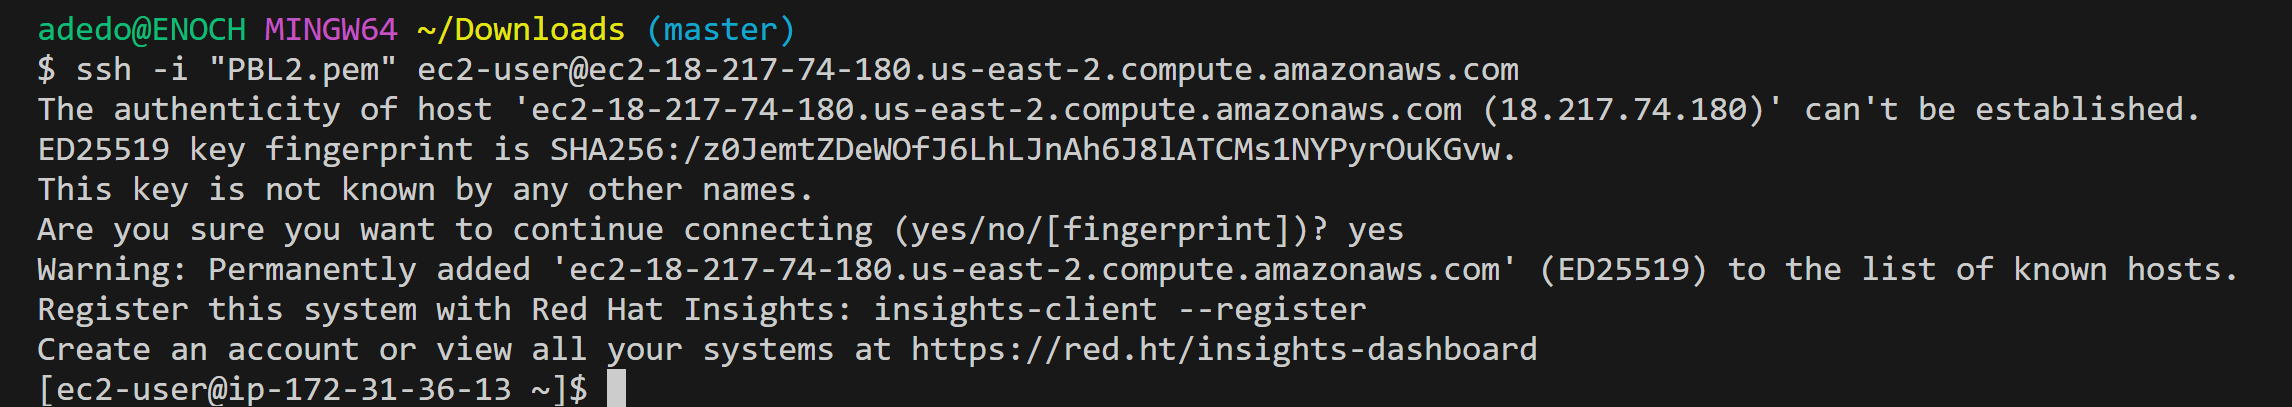 adedo@ENOCH MINGW64 ~/Downloads (master)
$ ssh -i "PBL2.pem" ec2-user@ec2-18-217-74-180.us-east-2.compute.amazonaws.com
The authenticity of host 'ec2-18-217-74-180.us-east-2.compute.amazonaws.com (18.217.74.180)' can't be established.
ED25519 key fingerprint is SHA256:/z0JemtZDeWOfJ6LhLJnAh6J8lATCMs1NYPyrOuKGvw.
This key is not known by any other names.
Are you sure you want to continue connecting (yes/no/[fingerprint])? yes
Warning: Permanently added 'ec2-18-217-74-180.us-east-2.compute.amazonaws.com' (ED25519) to the list of known hosts.
Register this system with Red Hat Insights: insights-client --register
Create an account or view all your systems at https://red.ht/insights-dashboard
[ec2-user@ip-172-31-36-13 ~]$